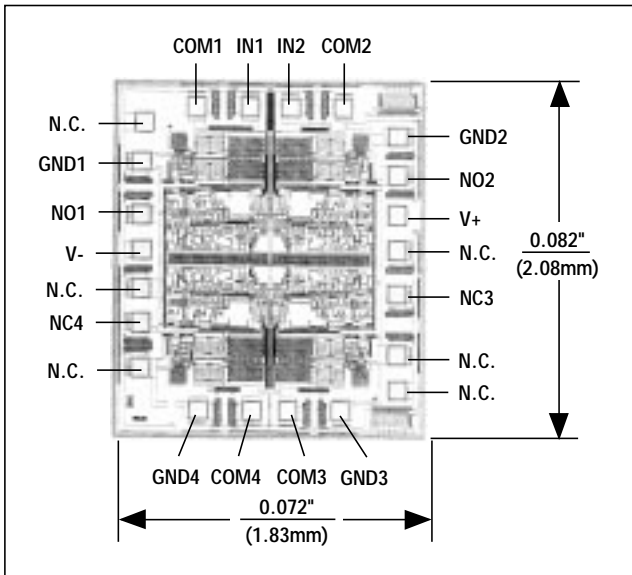 COM1 IN1 IN2 COM2
N.C.
GND1
NO1
V-
N.C.
NC4
N.C.
GND2
NO2
V+
N.C.
NC3
N.C.
N.C.
0.082"
(2.08mm)
GND4 COM4 COM3 GND3
0.072"
(1.83mm)